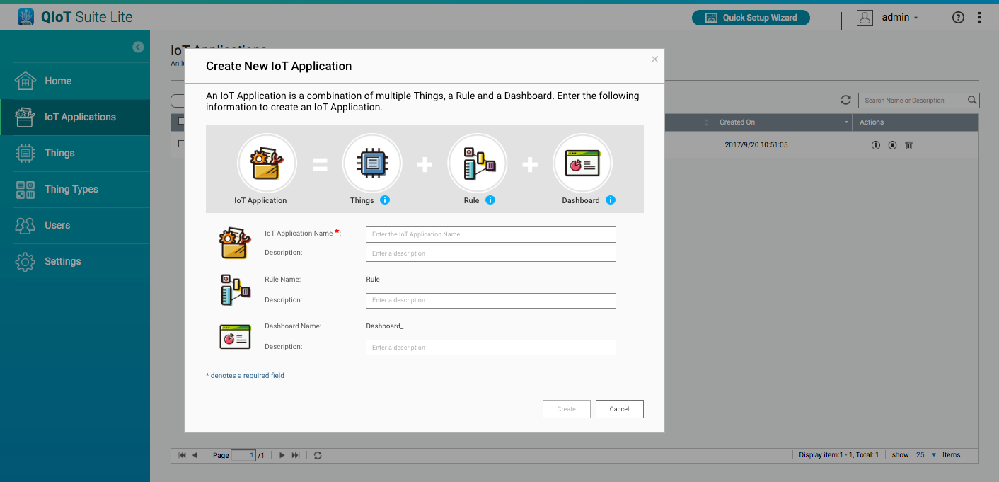 QIoT Suite Lite
Quick Setup Wizard
admin
Home
IoT Applications
Things
Thing Types
Users
Settings
IoT Applications
Create New IoT Application
An IoT Application is a combination of multiple Things, a Rule and a Dashboard. Enter the following
information to create an IoT Application.
IoT Application
Things
Rule
Dashboard
IoT Application Name *:
Enter the IoT Application Name.
Description:
Enter a description
Rule Name:
Rule_
Description:
Enter a description
Dashboard Name:
Dashboard_
Description:
Enter a description
* denotes a required field
Create
Cancel
Search Name or Description
Created On
Actions
2017/9/20 10:51:05
Page 1 /1
Display item:1 - 1, Total: 1
show 25 Items